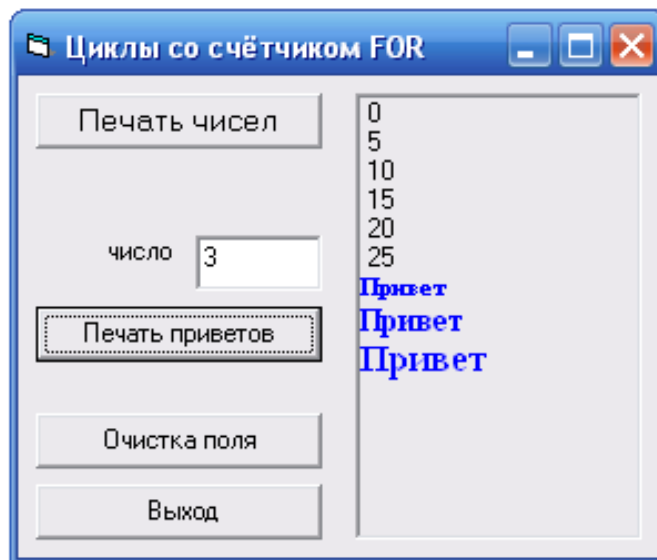 Циклы со счётчиком FOR
Печать чисел
число
3
Печать приветов
Очистка поля
Выход
0
5
10
15
20
25
Привет
Привет
Привет